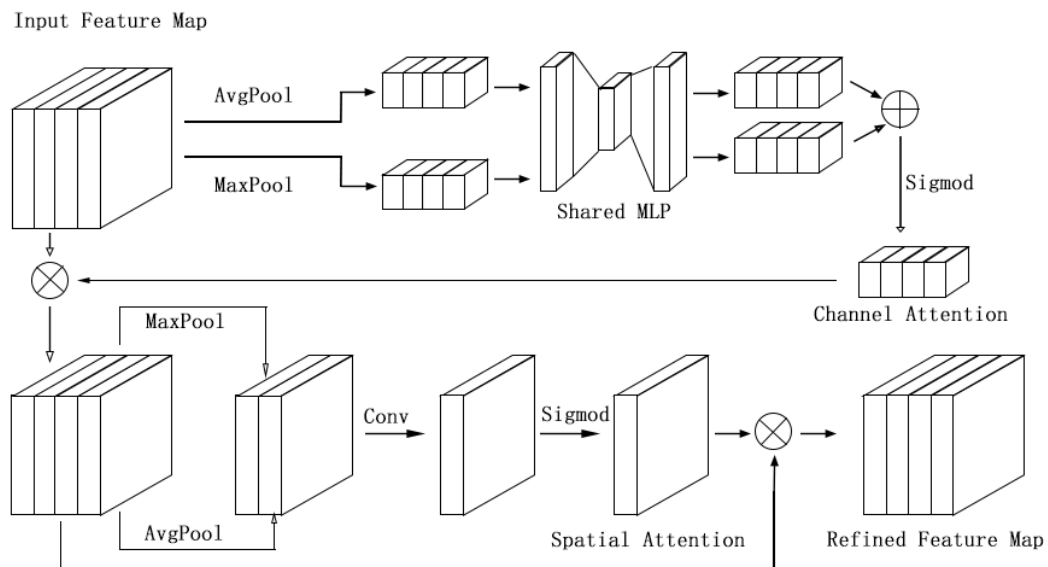 Input Feature Map
AvgPool
MaxPool
Shared MLP
Sigmod
Channel Attention
MaxPool
Conv
Sigmod
AvgPool
Spatial Attention
Refined Feature Map